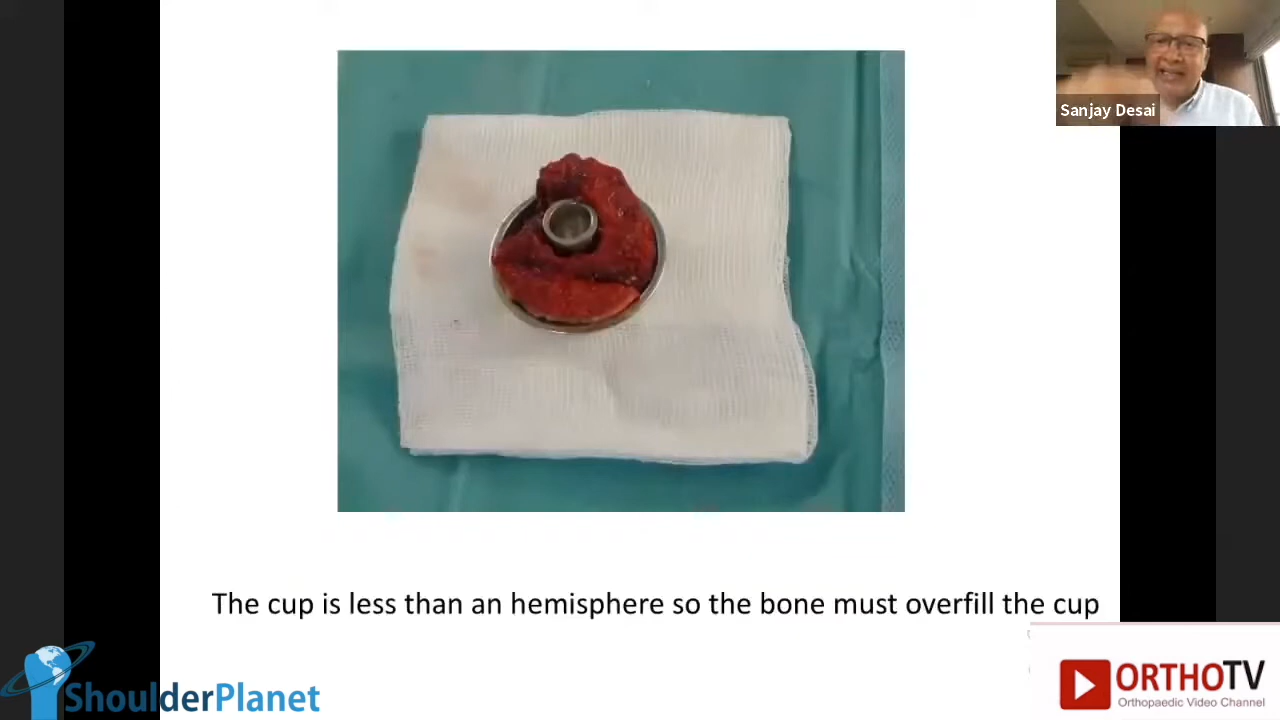 Sanjay Desai
The cup is less than an hemisphere so the bone must overfill the cup
ShoulderPlanet
ORTHOTV
Orthopaedic Video Channel